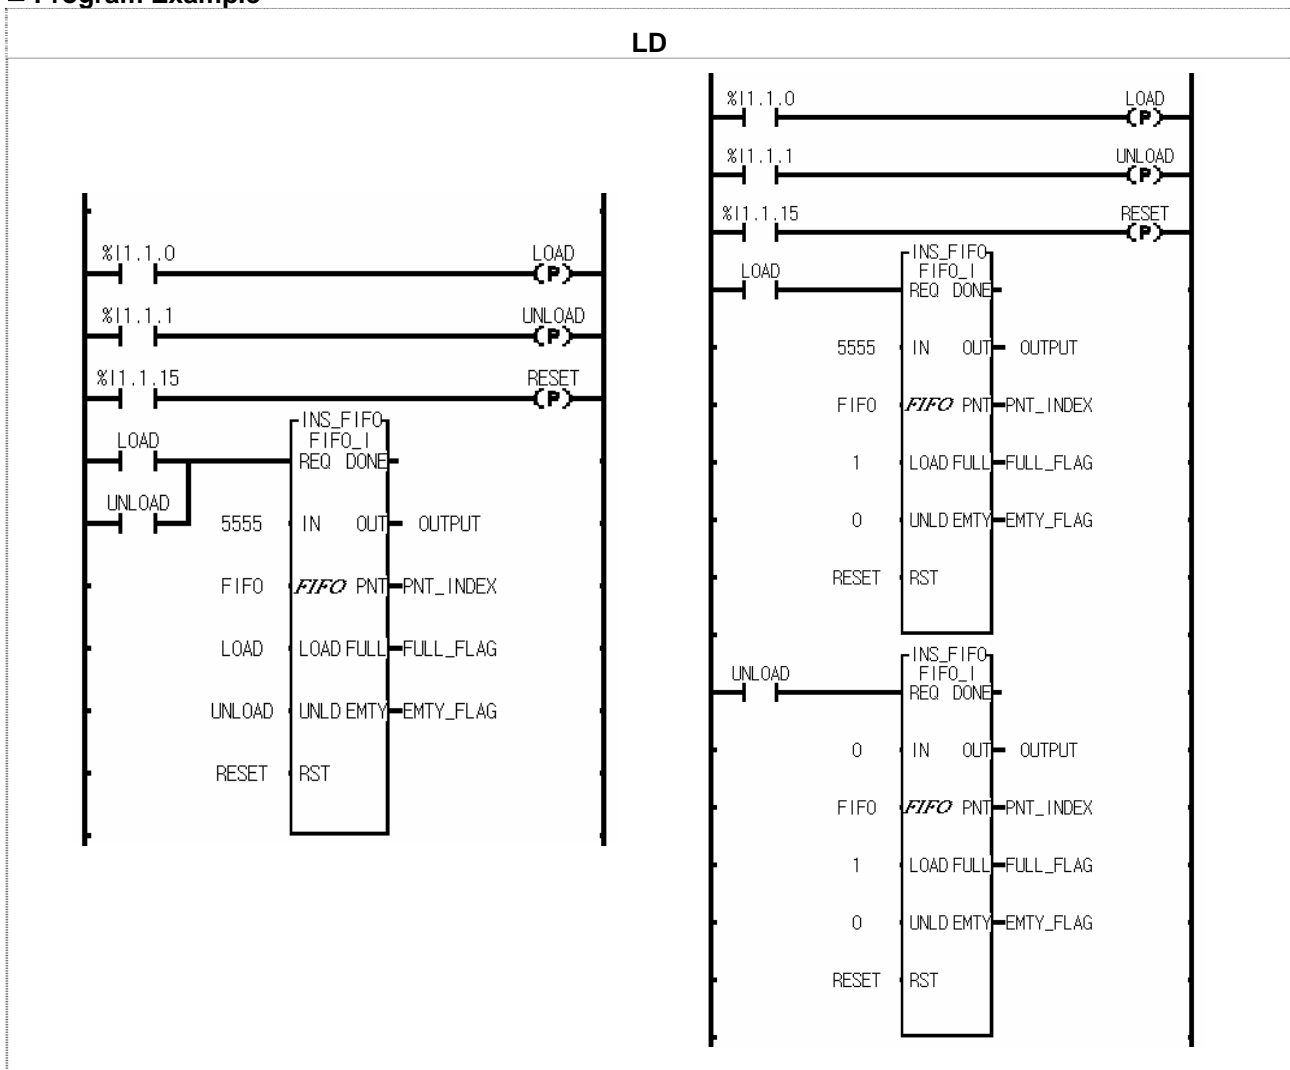 Program Example
LD
%I1.1.0 LOAD
(P)
%I1.1.1 UNLOAD
(P)
%I1.1.15 RESET
(P)
INS_FIFO
LOAD FIFO_I
REQ DONE
UNLOAD
5555 IN OUT OUTPUT
FIFO FIFO PNT PNT_INDEX
LOAD LOAD FULL FULL_FLAG
UNLOAD UNLD EMTY EMTY_FLAG
RESET RST
%I1.1.0 LOAD
(P)
%I1.1.1 UNLOAD
(P)
%I1.1.15 RESET
(P)
INS_FIFO
LOAD FIFO_I
REQ DONE
5555 IN OUT OUTPUT
FIFO FIFO PNT PNT_INDEX
1 LOAD FULL FULL_FLAG
0 UNLD EMTY EMTY_FLAG
RESET RST
INS_FIFO
UNLOAD FIFO_I
REQ DONE
0 IN OUT OUTPUT
FIFO FIFO PNT PNT_INDEX
1 LOAD FULL FULL_FLAG
0 UNLD EMTY EMTY_FLAG
RESET RST